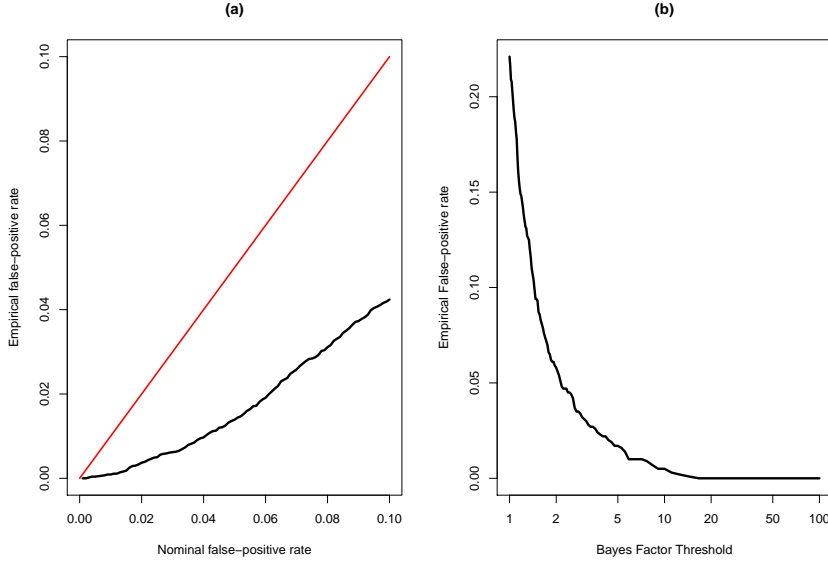 (a)
Empirical false−positive rate
0.00 0.02 0.04 0.06 0.08 0.10
0.00 0.02 0.04 0.06 0.08 0.10
Nominal false−positive rate
(b)
Empirical False−positive rate
0.00 0.05 0.10 0.15 0.20
1 2 5 10 20 50 100
Bayes Factor Threshold